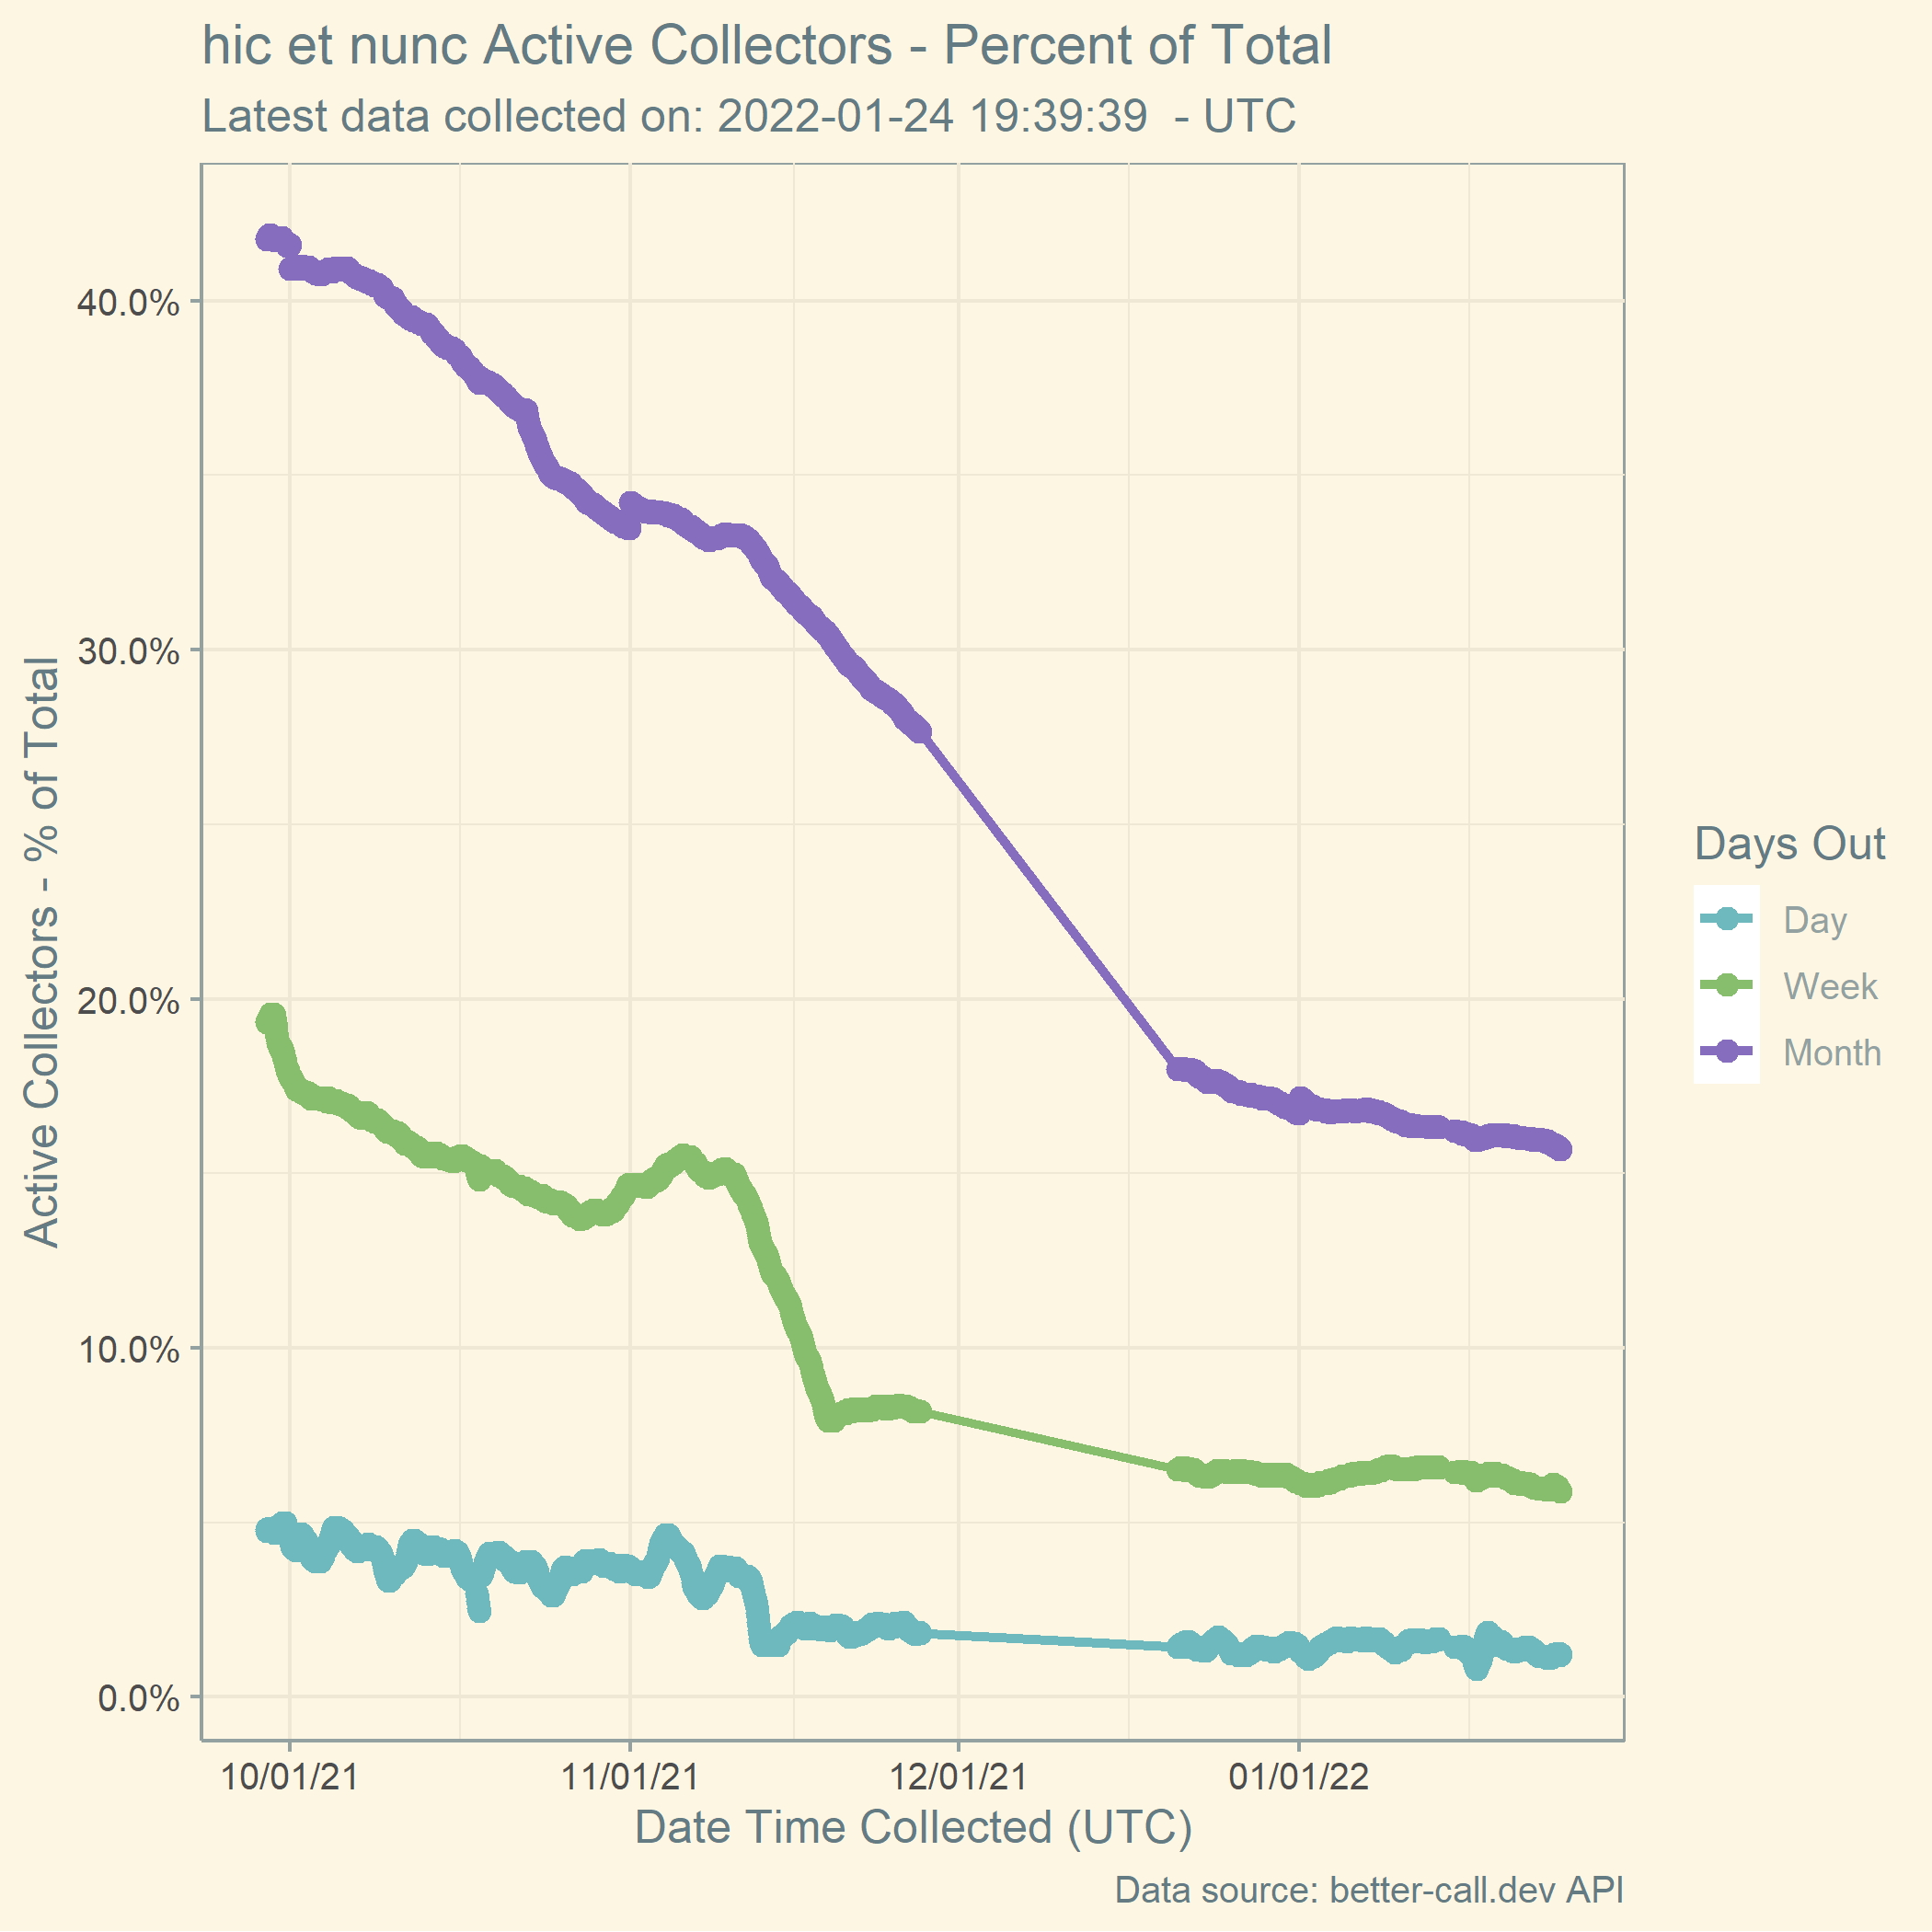 hic et nunc Active Collectors - Percent of Total
Latest data collected on: 2022-01-24 19:39:39  - UTC
Active Collectors - % of Total
40.0%
30.0%
20.0%
10.0%
0.0%
10/01/21
11/01/21
12/01/21
01/01/22
Date Time Collected (UTC)
Days Out
Day
Week
Month
Data source: better-call.dev API